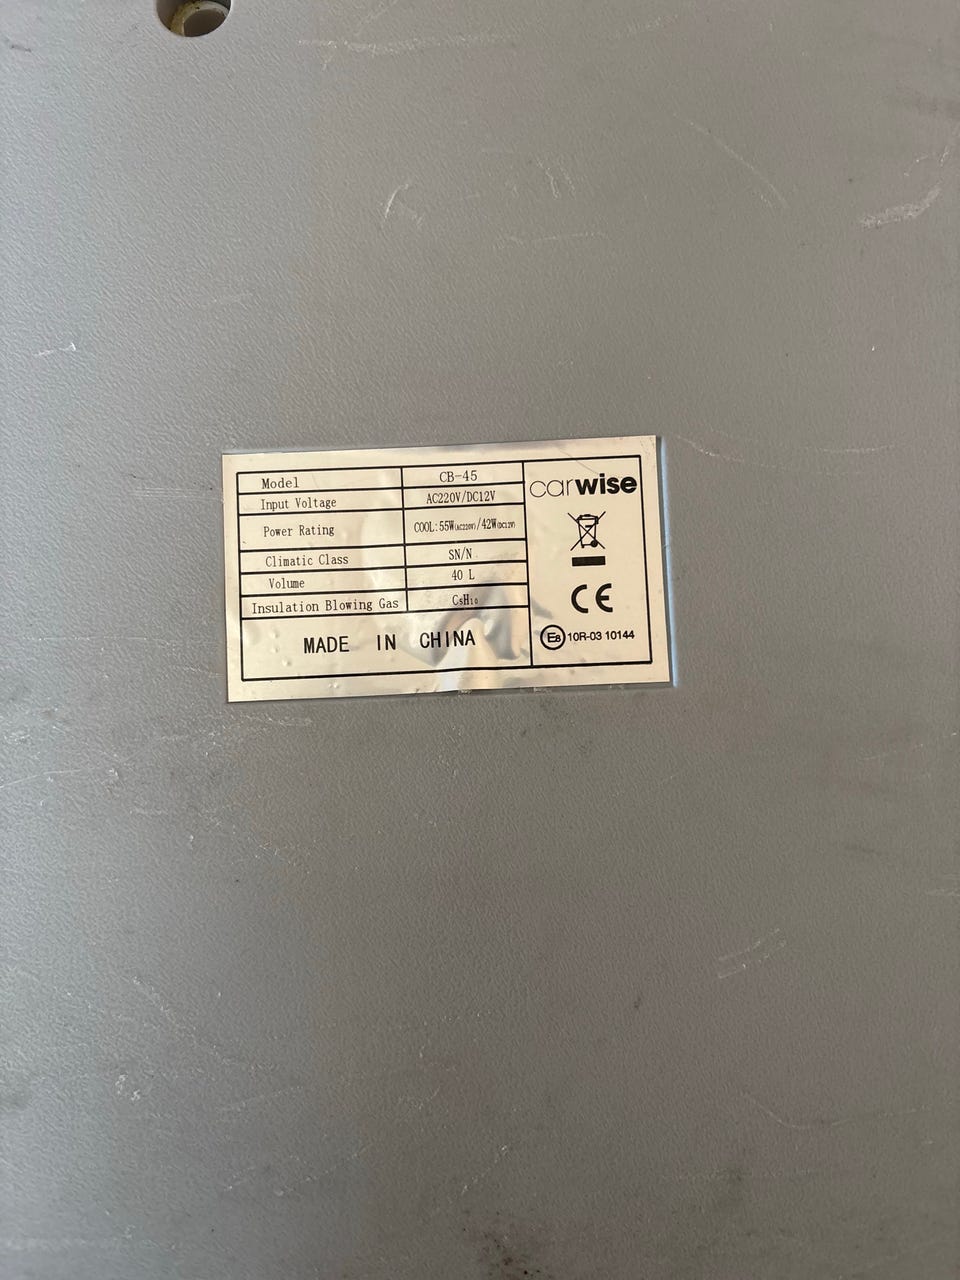 Model CB-45
Input Voltage AC220V/DC12V
Power Rating COOL:55W(AC220V)/42W(DC12V)
Climatic Class SN/N
Volume 40 L
Insulation Blowing Gas C₅H₁₀
MADE IN CHINA
carwise
CE
E8 10R-03 10144